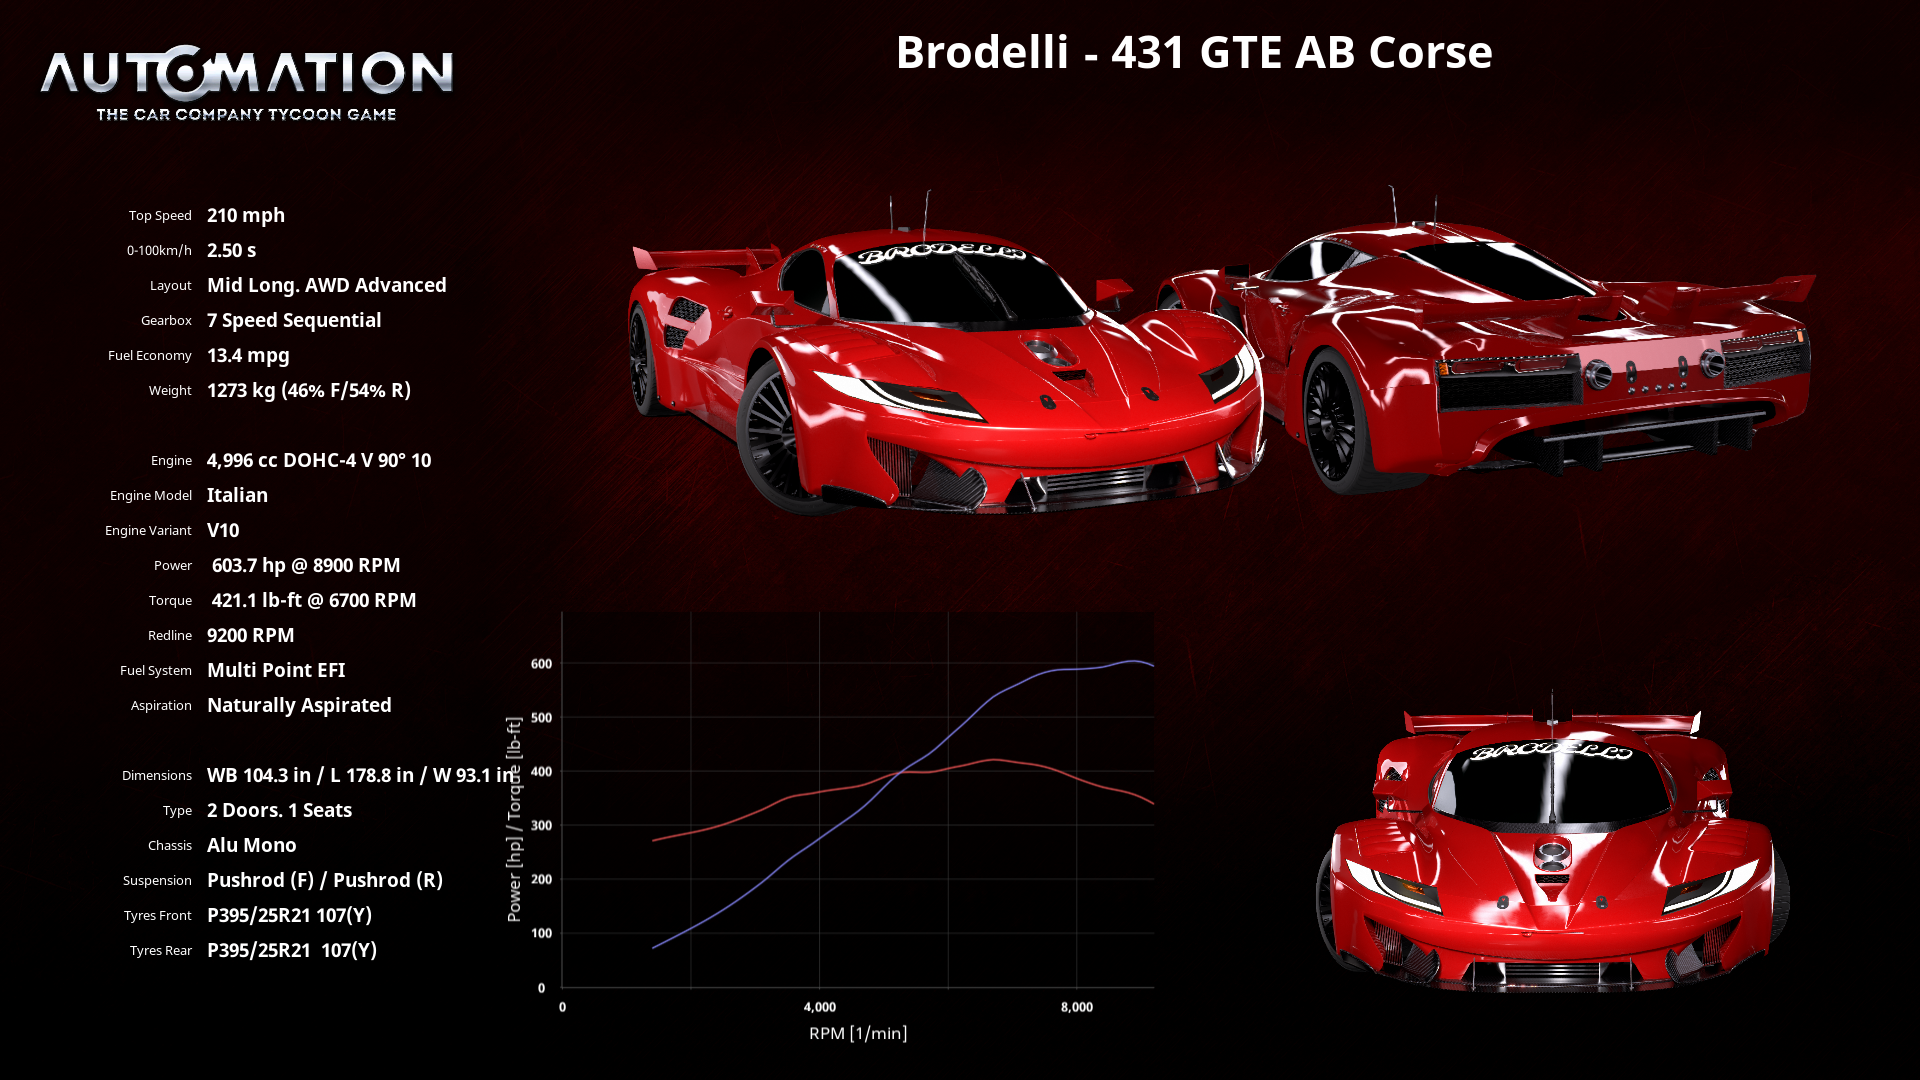 AUTOMATION
THE CAR COMPANY TYCOON GAME
Brodelli - 431 GTE AB Corse
Top Speed 210 mph
0-100km/h 2.50 s
Layout Mid Long. AWD Advanced
Gearbox 7 Speed Sequential
Fuel Economy 13.4 mpg
Weight 1273 kg (46% F/54% R)
Engine 4,996 cc DOHC-4 V 90° 10
Engine Model Italian
Engine Variant V10
Power 603.7 hp @ 8900 RPM
Torque 421.1 lb-ft @ 6700 RPM
Redline 9200 RPM
Fuel System Multi Point EFI
Aspiration Naturally Aspirated
Dimensions WB 104.3 in / L 178.8 in / W 93.1 in
Type 2 Doors. 1 Seats
Chassis Alu Mono
Suspension Pushrod (F) / Pushrod (R)
Tyres Front P395/25R21 107(Y)
Tyres Rear P395/25R21 107(Y)
BRODELLI
Power [hp] / Torque [lb-ft]
600
500
400
300
200
100
0
0 4,000 8,000
RPM [1/min]
BRODELLI